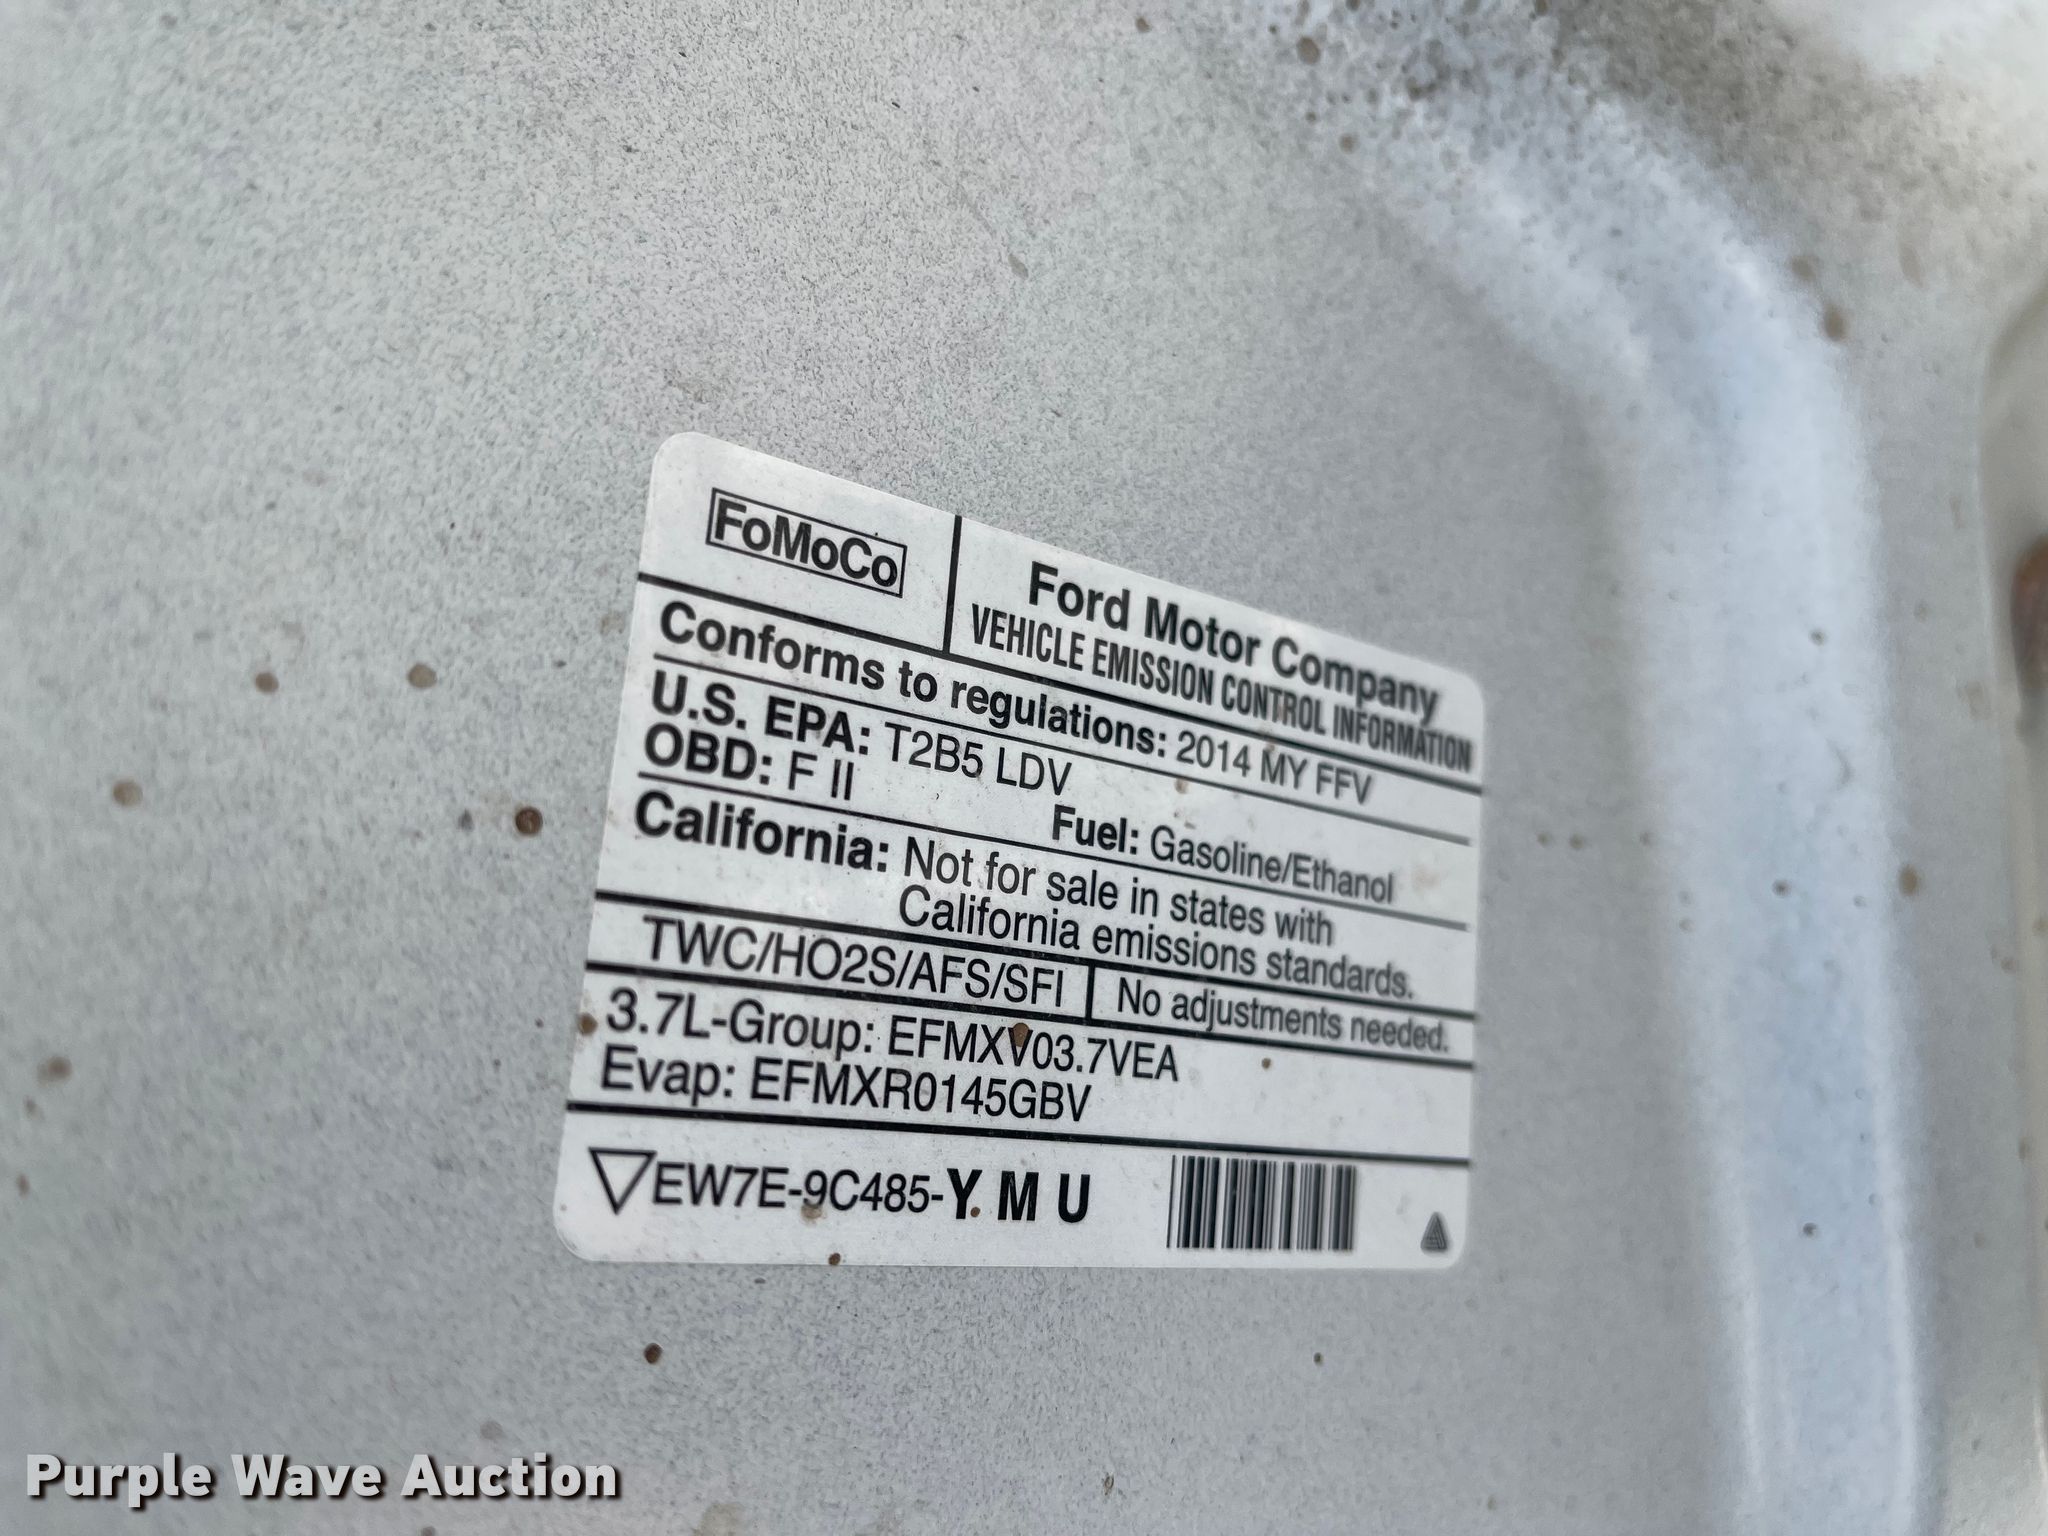 FoMoCo
Ford Motor Company
VEHICLE EMISSION CONTROL INFORMATION
Conforms to regulations: 2014 MY FFV
U.S. EPA: T2B5 LDV
OBD: F II
Fuel: Gasoline/Ethanol
California: Not for sale in states with
California emissions standards.
TWC/HO2S/AFS/SFI
No adjustments needed.
3.7L-Group: EFMXV03.7VEA
Evap: EFMXR0145GBV
EW7E-9C485-Y M U
Purple Wave Auction